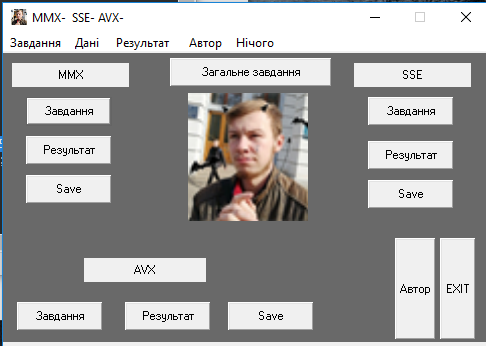 MMX- SSE- AVX-
Завдання Дані Результат Автор Нічого
MMX
Загальне завдання
SSE
Завдання
Завдання
Результат
Результат
Save
Save
AVX
Автор
EXIT
Завдання
Результат
Save